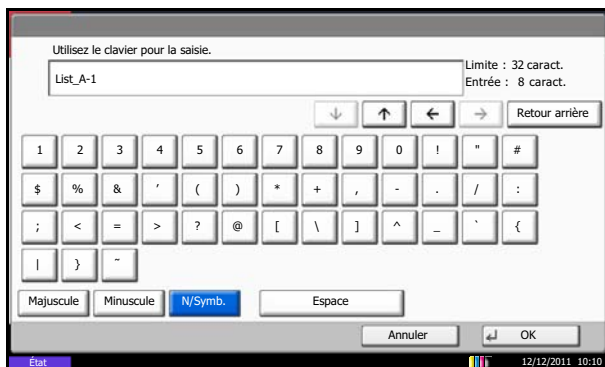 Utilisez le clavier pour la saisie.
List_A-1
Limite : 32 caract.
Entrée : 8 caract.
↓ ↑ ← → Retour arrière
1 2 3 4 5 6 7 8 9 0 ! " #
$ % & ' ( ) * + , - . / :
; < = > ? @ [ \ ] ^ _ ` {
| } ~
Majuscule Minuscule N/Symb. Espace
Annuler OK
État 12/12/2011 10:10